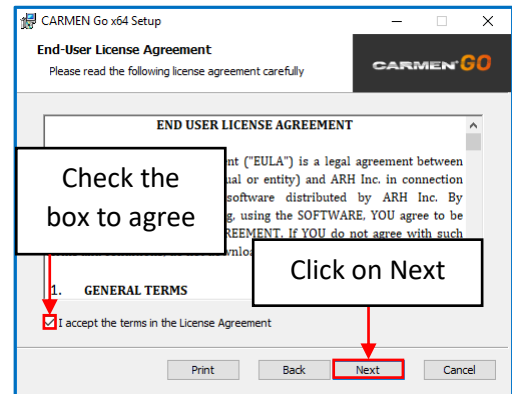 CARMEN Go x64 Setup
End-User License Agreement
Please read the following license agreement carefully
CARMEN GO
END USER LICENSE AGREEMENT
nt ("EULA") is a legal agreement between
ual or entity) and ARH Inc. in connection
software distributed by ARH Inc. By
g, using the SOFTWARE, YOU agree to be
REEMENT. If YOU do not agree with such
Check the
box to agree
Click on Next
1. GENERAL TERMS
I accept the terms in the License Agreement
Print Back Next Cancel